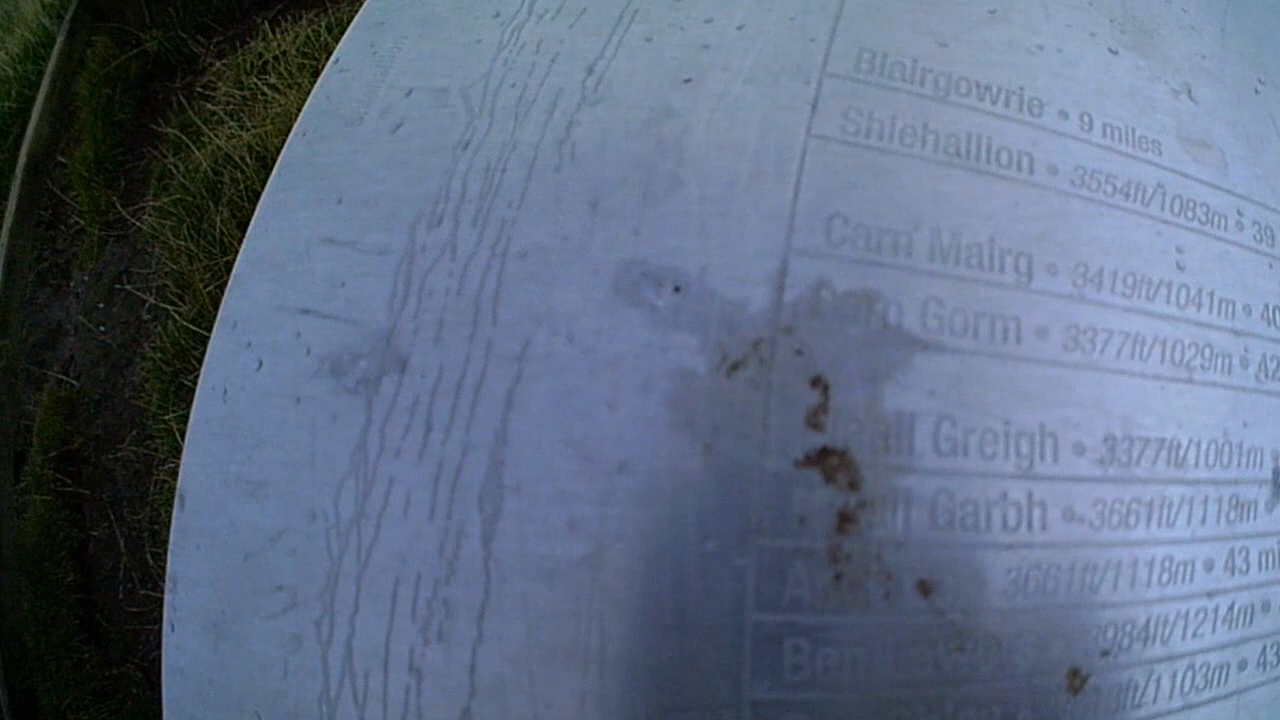 Blairgowrie • 9 miles
Shiehallion • 3554ft/1083m • 39
Carn Mairg • 3419ft/1041m • 40
Gorm • 3377ft/1029m • 42
Greigh • 3377ft/1001m
Garbh • 3661ft/1118m
3661ft/1118m • 43
Ben 3984ft/1214m •
/1103m • 43